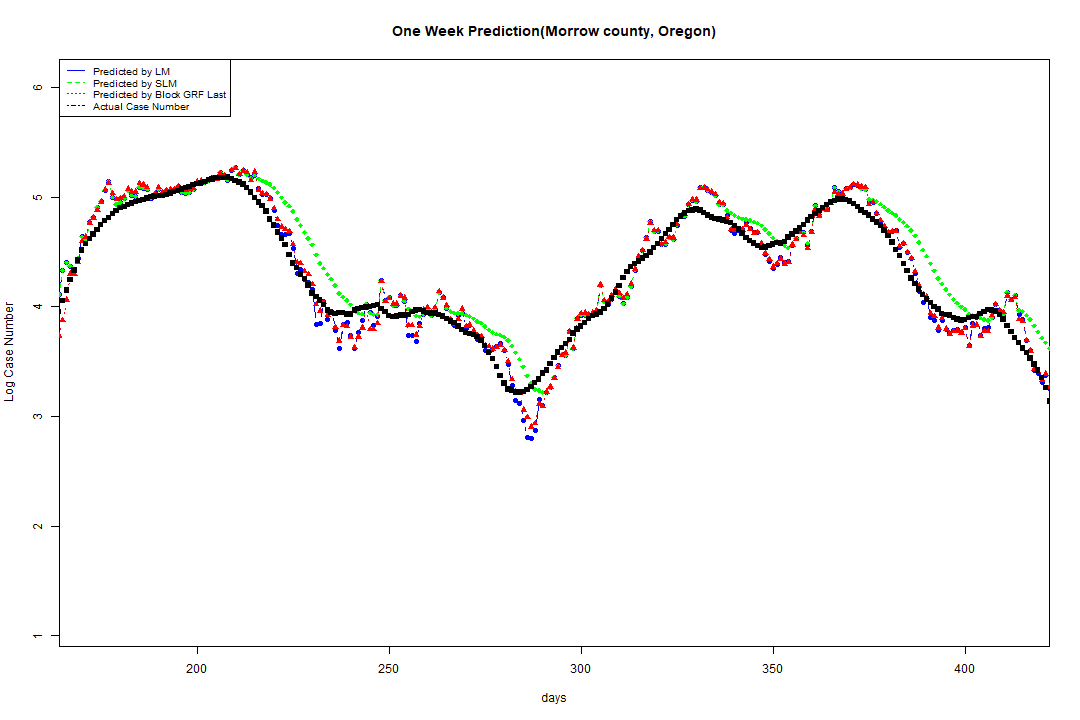 One Week Prediction(Morrow county, Oregon)
Predicted by LM
Predicted by SLM
Predicted by Block GRF Last
Actual Case Number
6
5
4
3
2
1
Log Case Number
200 250 300 350 400
days